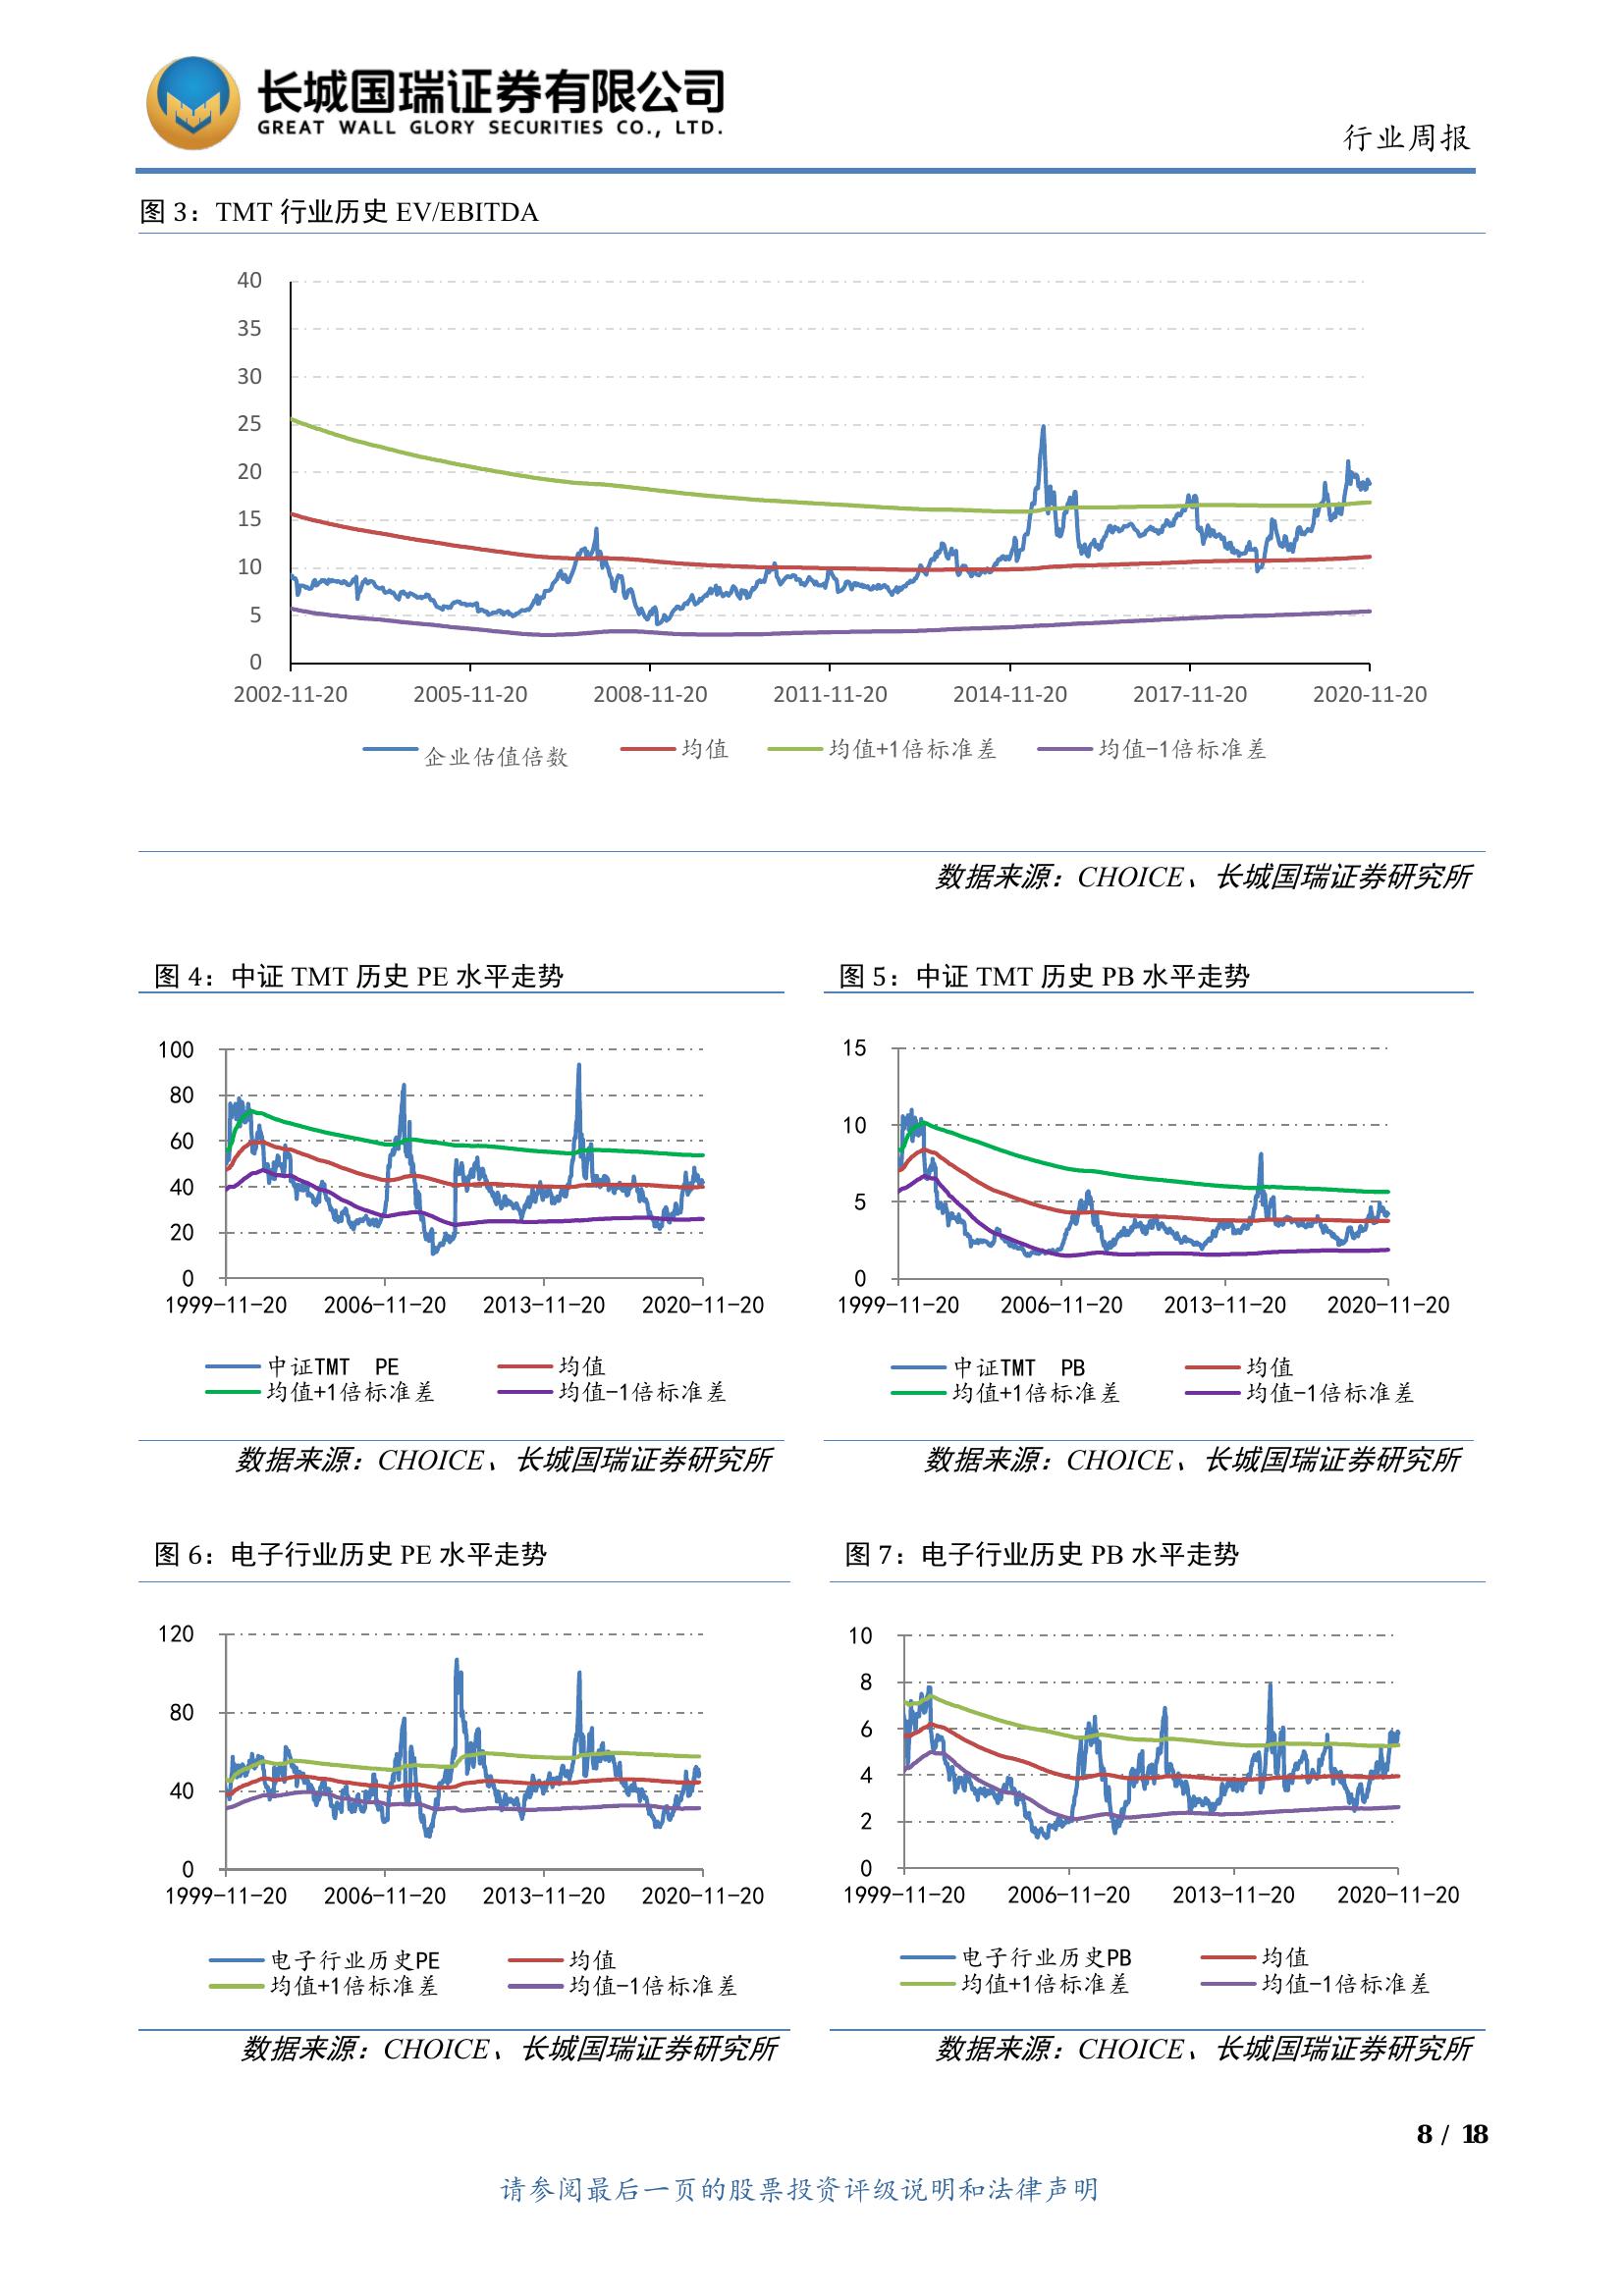 长城国瑞证券有限公司
GREAT WALL GLORY SECURITIES CO., LTD.
行业周报
图 3：TMT 行业历史 EV/EBITDA
40
35
30
25
20
15
10
5
0
2002-11-20 2005-11-20 2008-11-20 2011-11-20 2014-11-20 2017-11-20 2020-11-20
企业估值倍数 均值 均值+1倍标准差 均值-1倍标准差
数据来源：CHOICE、长城国瑞证券研究所
图 4：中证 TMT 历史 PE 水平走势
100
80
60
40
20
0
1999-11-20 2006-11-20 2013-11-20 2020-11-20
中证TMT PE 均值
均值+1倍标准差 均值-1倍标准差
数据来源：CHOICE、长城国瑞证券研究所
图 5：中证 TMT 历史 PB 水平走势
15
10
5
0
1999-11-20 2006-11-20 2013-11-20 2020-11-20
中证TMT PB 均值
均值+1倍标准差 均值-1倍标准差
数据来源：CHOICE、长城国瑞证券研究所
图 6：电子行业历史 PE 水平走势
120
80
40
0
1999-11-20 2006-11-20 2013-11-20 2020-11-20
电子行业历史PE 均值
均值+1倍标准差 均值-1倍标准差
数据来源：CHOICE、长城国瑞证券研究所
图 7：电子行业历史 PB 水平走势
10
8
6
4
2
0
1999-11-20 2006-11-20 2013-11-20 2020-11-20
电子行业历史PB 均值
均值+1倍标准差 均值-1倍标准差
数据来源：CHOICE、长城国瑞证券研究所
8 / 18
请参阅最后一页的股票投资评级说明和法律声明